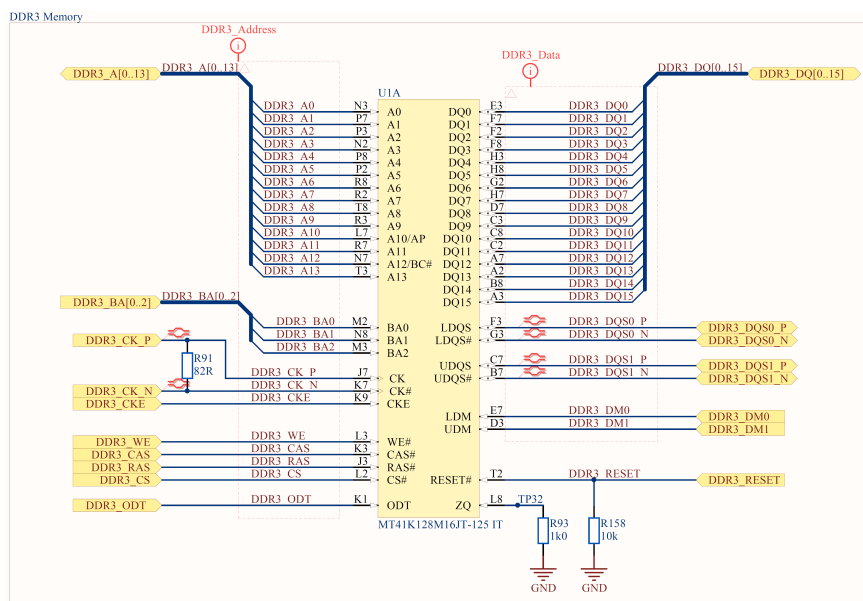 DDR3 Memory
DDR3_Address
DDR3_Data
DDR3_A[0..13] DDR3_A[0..13]
DDR3_DQ[0..15] DDR3_DQ[0..15]
U1A
DDR3_A0 N3 A0 DQ0 E3 DDR3_DQ0
DDR3_A1 P7 A1 DQ1 F7 DDR3_DQ1
DDR3_A2 P3 A2 DQ2 F2 DDR3_DQ2
DDR3_A3 N2 A3 DQ3 F8 DDR3_DQ3
DDR3_A4 P8 A4 DQ4 H3 DDR3_DQ4
DDR3_A5 P2 A5 DQ5 H8 DDR3_DQ5
DDR3_A6 R8 A6 DQ6 G2 DDR3_DQ6
DDR3_A7 R2 A7 DQ7 H7 DDR3_DQ7
DDR3_A8 T8 A8 DQ8 D7 DDR3_DQ8
DDR3_A9 R3 A9 DQ9 C3 DDR3_DQ9
DDR3_A10 L7 A10/AP DQ10 C8 DDR3_DQ10
DDR3_A11 R7 A11 DQ11 C2 DDR3_DQ11
DDR3_A12 N7 A12/BC# DQ12 A7 DDR3_DQ12
DDR3_A13 T3 A13 DQ13 A2 DDR3_DQ13
DQ14 B8 DDR3_DQ14
DQ15 A3 DDR3_DQ15
DDR3_BA[0..2] DDR3_BA[0..2]
DDR3_BA0 M2 BA0 LDQS F3 DDR3_DQS0_P DDR3_DQS0_P
DDR3_BA1 N8 BA1 LDQS# G3 DDR3_DQS0_N DDR3_DQS0_N
DDR3_BA2 M3 BA2
DDR3_CK_P
R91
82R
UDQS C7 DDR3_DQS1_P DDR3_DQS1_P
DDR3_CK_P J7 CK UDQS# B7 DDR3_DQS1_N DDR3_DQS1_N
DDR3_CK_N DDR3_CK_N K7 CK#
DDR3_CKE DDR3_CKE K9 CKE
LDM E7 DDR3_DM0 DDR3_DM0
UDM D3 DDR3_DM1 DDR3_DM1
DDR3_WE DDR3_WE L3 WE#
DDR3_CAS DDR3_CAS K3 CAS#
DDR3_RAS DDR3_RAS J3 RAS#
DDR3_CS DDR3_CS L2 CS# RESET# T2 DDR3_RESET DDR3_RESET
DDR3_ODT DDR3_ODT K1 ODT ZQ L8 TP32
MT41K128M16JT-125 IT
R93
1k0
R158
10k
GND GND